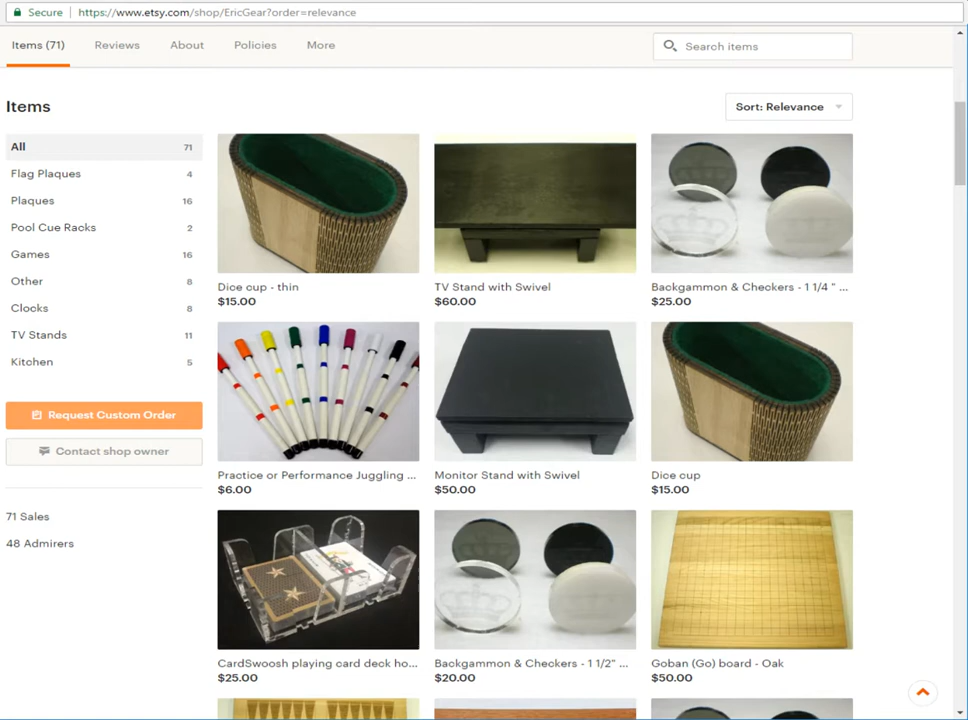 Secure
https://www.etsy.com/shop/EricGear?order=relevance
Items (71)
Reviews
About
Policies
More
Search items
Items
Sort: Relevance
All 71
Flag Plaques 4
Plaques 16
Pool Cue Racks 2
Games 16
Other 8
Clocks 8
TV Stands 11
Kitchen 5
Request Custom Order
Contact shop owner
71 Sales
48 Admirers
Dice cup - thin
$15.00
TV Stand with Swivel
$60.00
Backgammon & Checkers - 1 1/4 " ...
$25.00
Practice or Performance Juggling ...
$6.00
Monitor Stand with Swivel
$50.00
Dice cup
$15.00
CardSwoosh playing card deck ho...
$25.00
Backgammon & Checkers - 1 1/2" ...
$20.00
Goban (Go) board - Oak
$50.00